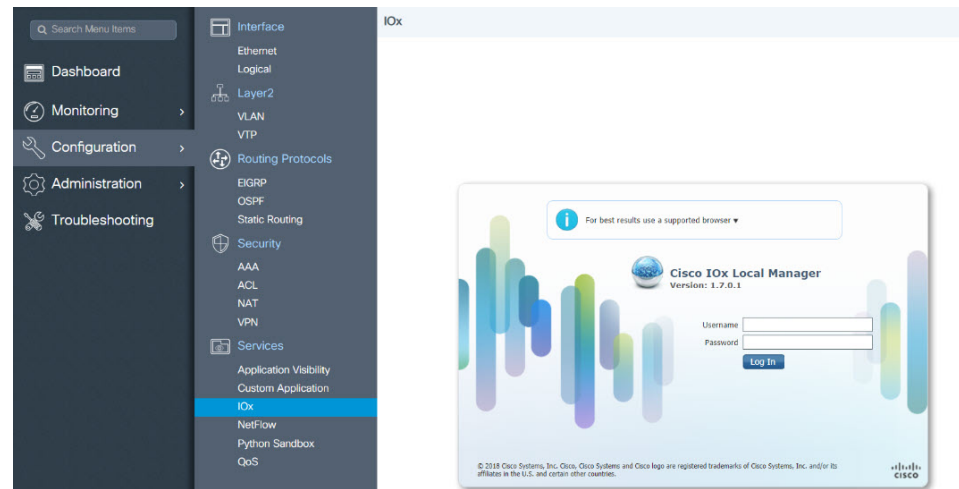 Search Menu Items
Dashboard
Monitoring
Configuration
Administration
Troubleshooting
Interface
Ethernet
Logical
Layer2
VLAN
VTP
Routing Protocols
EIGRP
OSPF
Static Routing
Security
AAA
ACL
NAT
VPN
Services
Application Visibility
Custom Application
IOx
NetFlow
Python Sandbox
QoS
IOx
For best results use a supported browser
Cisco IOx Local Manager
Version: 1.7.0.1
Username
Password
Log In
© 2018 Cisco Systems, Inc. Cisco, Cisco Systems and Cisco logo are registered trademarks of Cisco Systems, Inc. and/or its
affiliates in the U.S. and certain other countries.
CISCO